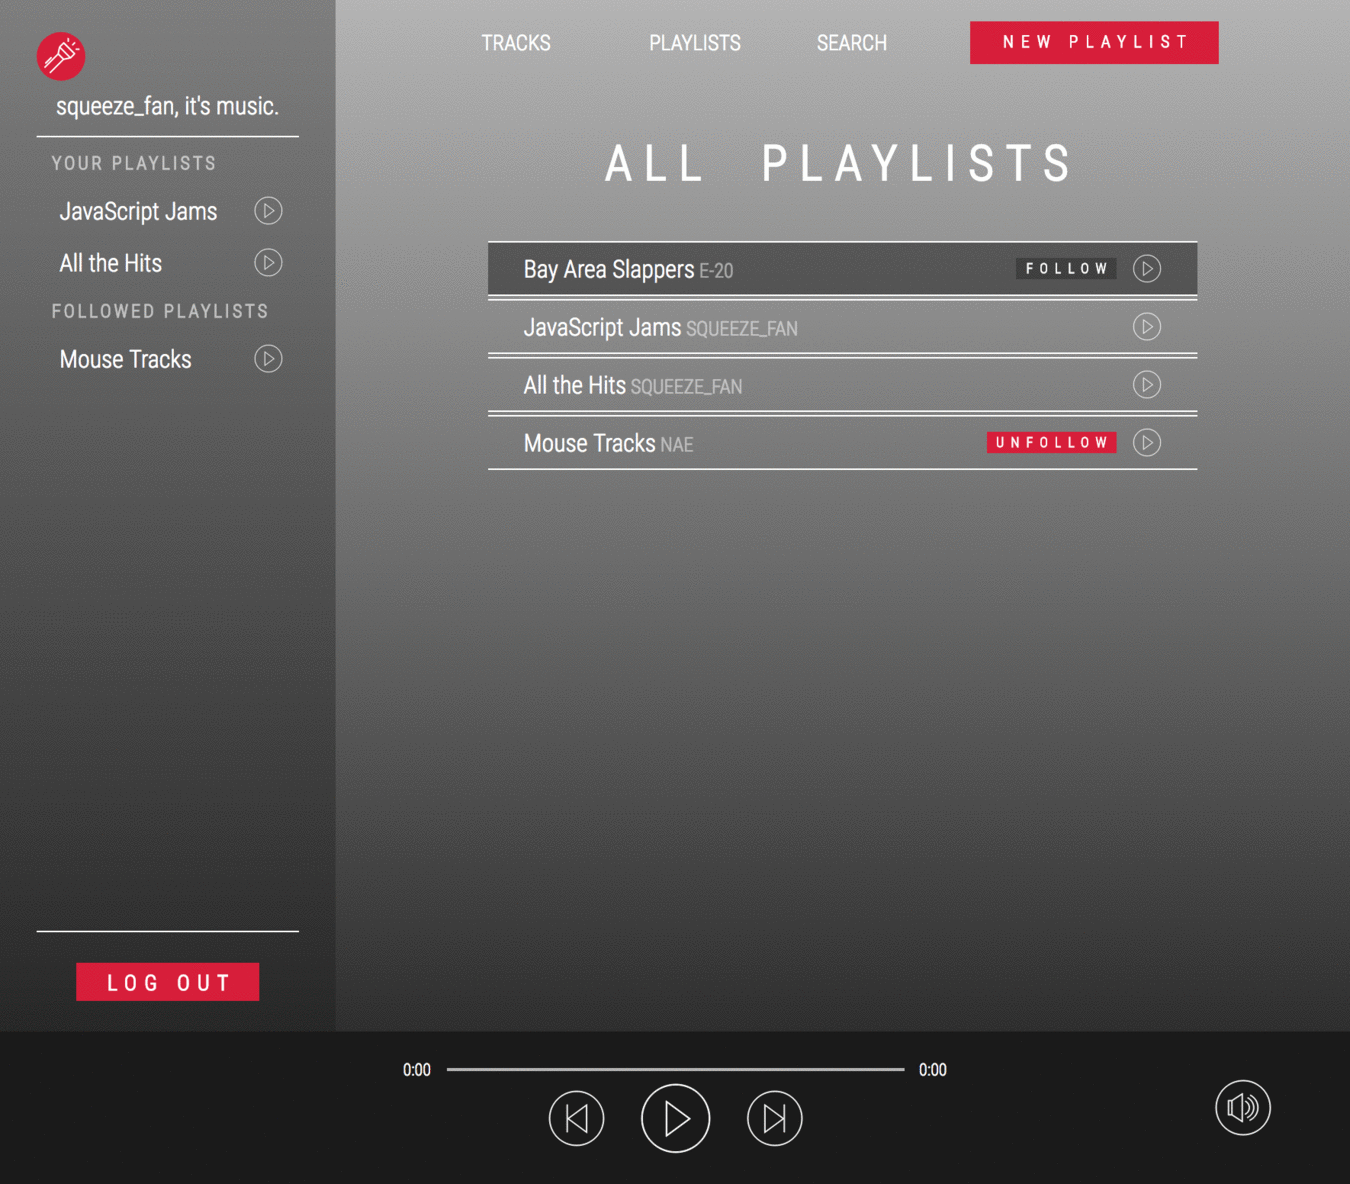 squeeze_fan, it's music.
YOUR PLAYLISTS
JavaScript Jams
All the Hits
FOLLOWED PLAYLISTS
Mouse Tracks
LOG OUT
TRACKS PLAYLISTS SEARCH NEW PLAYLIST
ALL PLAYLISTS
Bay Area Slappers E-20 FOLLOW
JavaScript Jams SQUEEZE_FAN
All the Hits SQUEEZE_FAN
Mouse Tracks NAE UNFOLLOW
0:00 0:00